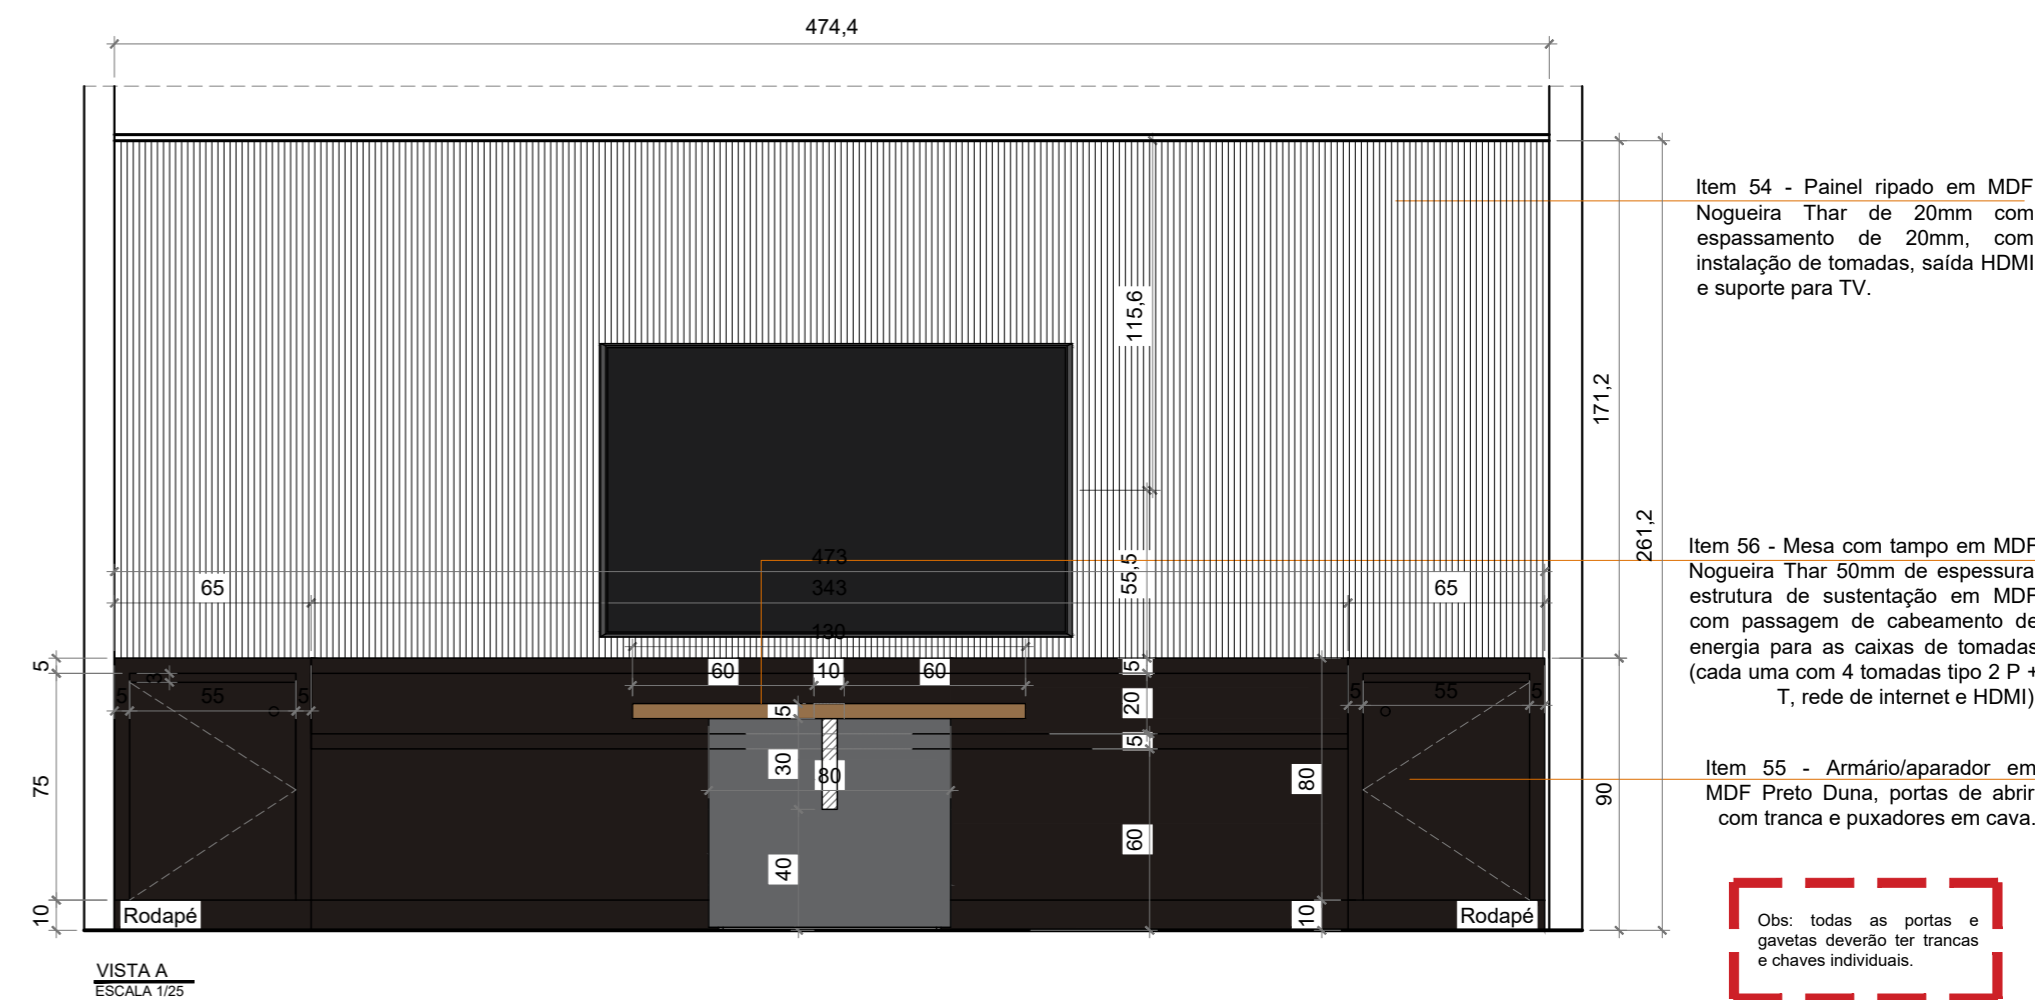 474,4
Item 54 - Painel ripado em MDF
Nogueira Thar de 20mm com
espassamento de 20mm, com
instalação de tomadas, saída HDMI
e suporte para TV.
115,6
171,2
261,2
Item 56 - Mesa com tampo em MDF
Nogueira Thar 50mm de espessura
estrutura de sustentação em MDF
com passagem de cabeamento de
energia para as caixas de tomadas
(cada uma com 4 tomadas tipo 2 P +
T, rede de internet e HDMI)
473
55,5
65
343
65
130
5
60
10
60
5
3
5
55
5
5
20
5
55
5
5
30
80
75
80
90
Item 55 - Armário/aparador em
MDF Preto Duna, portas de abrir
com tranca e puxadores em cava.
60
40
10
Rodapé
10
Rodapé
Obs: todas as portas e
gavetas deverão ter trancas
e chaves individuais.
VISTA A
ESCALA 1/25